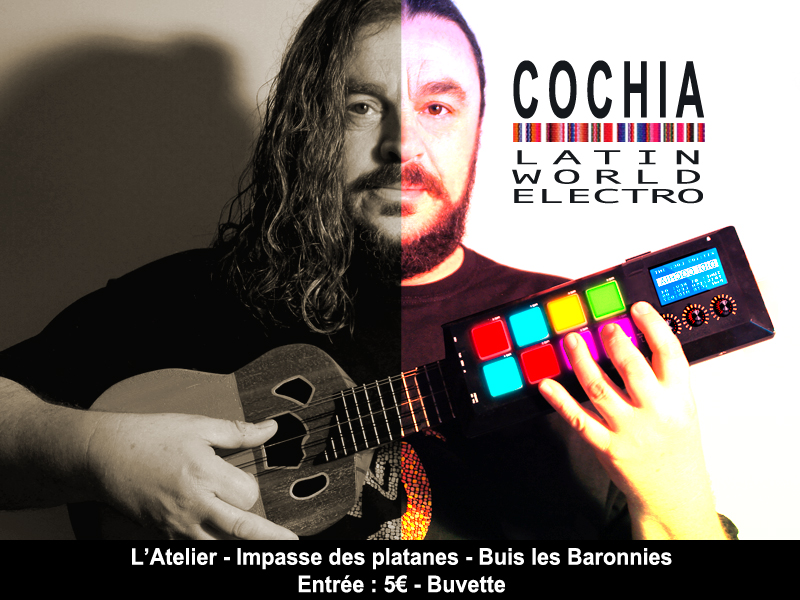 COCHIA
LATIN
WORLD
ELECTRO
L’Atelier - Impasse des platanes - Buis les Baronnies
Entrée : 5€ - Buvette